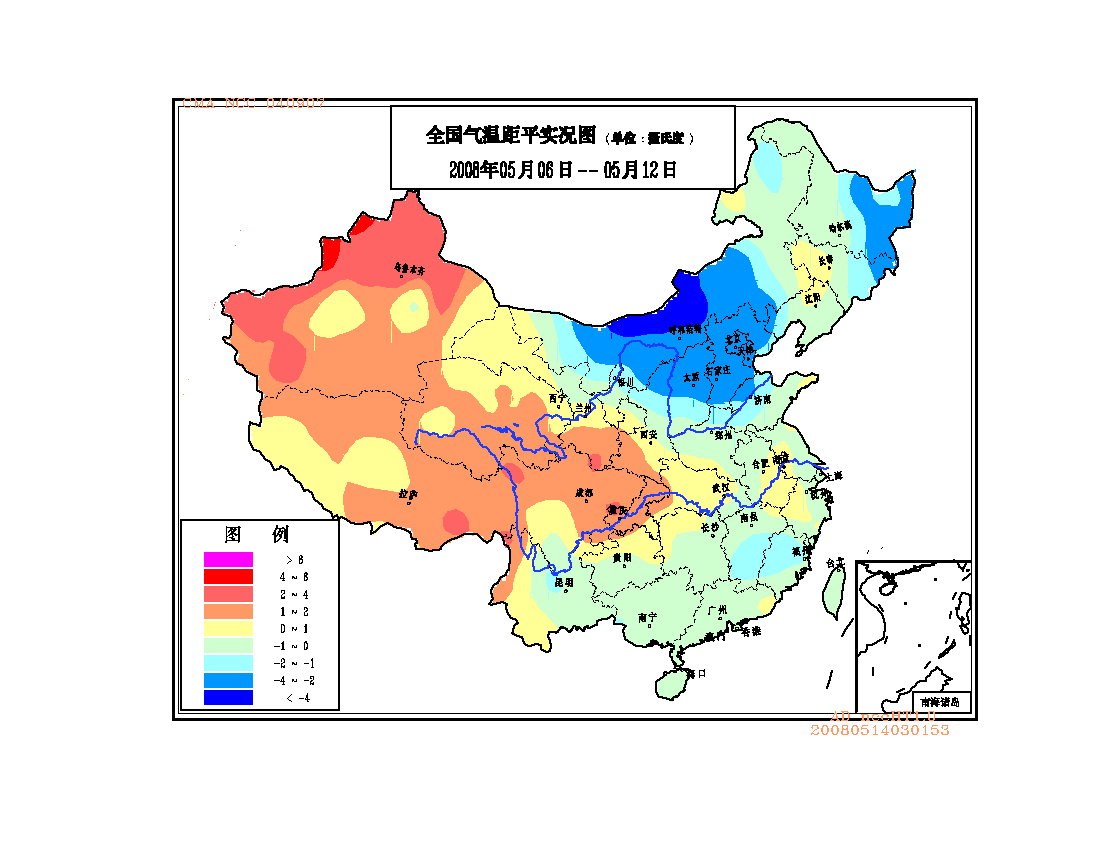 CMA NCC 040902
全国气温距平实况图 (单位:摄氏度)
2008年05月06日 -- 05月12日
哈尔滨
长春
沈阳
乌鲁木齐
呼和浩特
北京
天津
石家庄
太原
银川
济南
西宁
兰州
西安
郑州
合肥 南京
上海
拉萨
成都
武汉
杭州
重庆
长沙
南昌
贵阳
福州
台北
昆明
南宁
广州
澳门 香港
海口
图 例
> 6
4 ~ 6
2 ~ 4
1 ~ 2
0 ~ 1
-1 ~ 0
-2 ~ -1
-4 ~ -2
< -4
南海诸岛
20080514030153